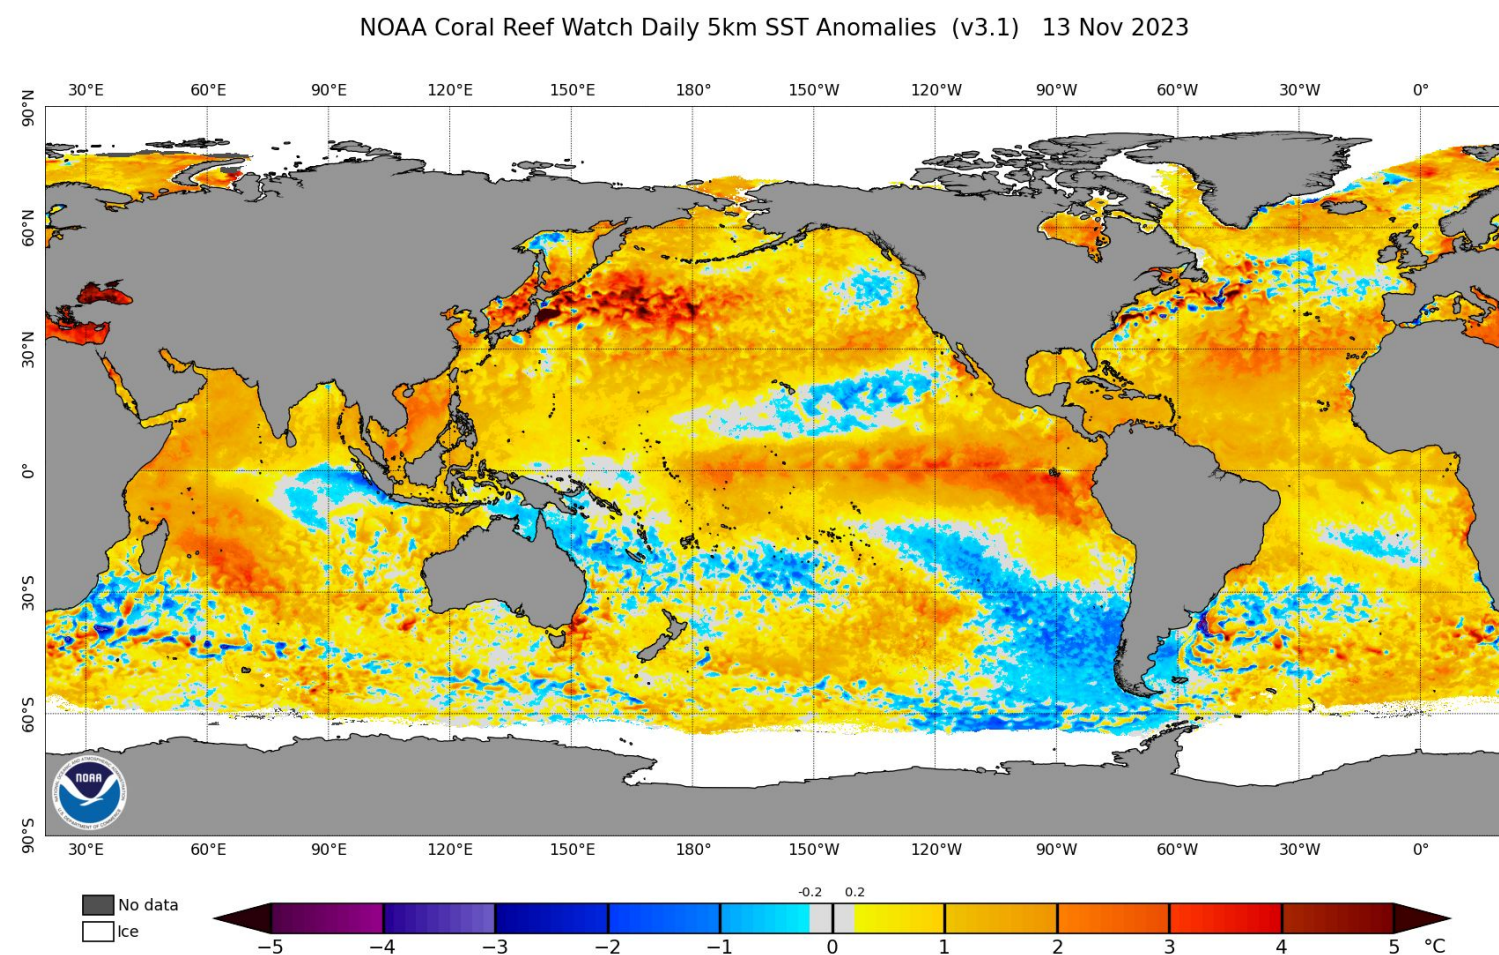 NOAA Coral Reef Watch Daily 5km SST Anomalies (v3.1) 13 Nov 2023
30°E 60°E 90°E 120°E 150°E 180° 150°W 120°W 90°W 60°W 30°W 0°
90°N
60°N
30°N
0°
30°S
60°S
90°S
NOAA
30°E 60°E 90°E 120°E 150°E 180° 150°W 120°W 90°W 60°W 30°W 0°
-0.2 0.2
No data
Ice
−5 −4 −3 −2 −1 0 1 2 3 4 5 °C